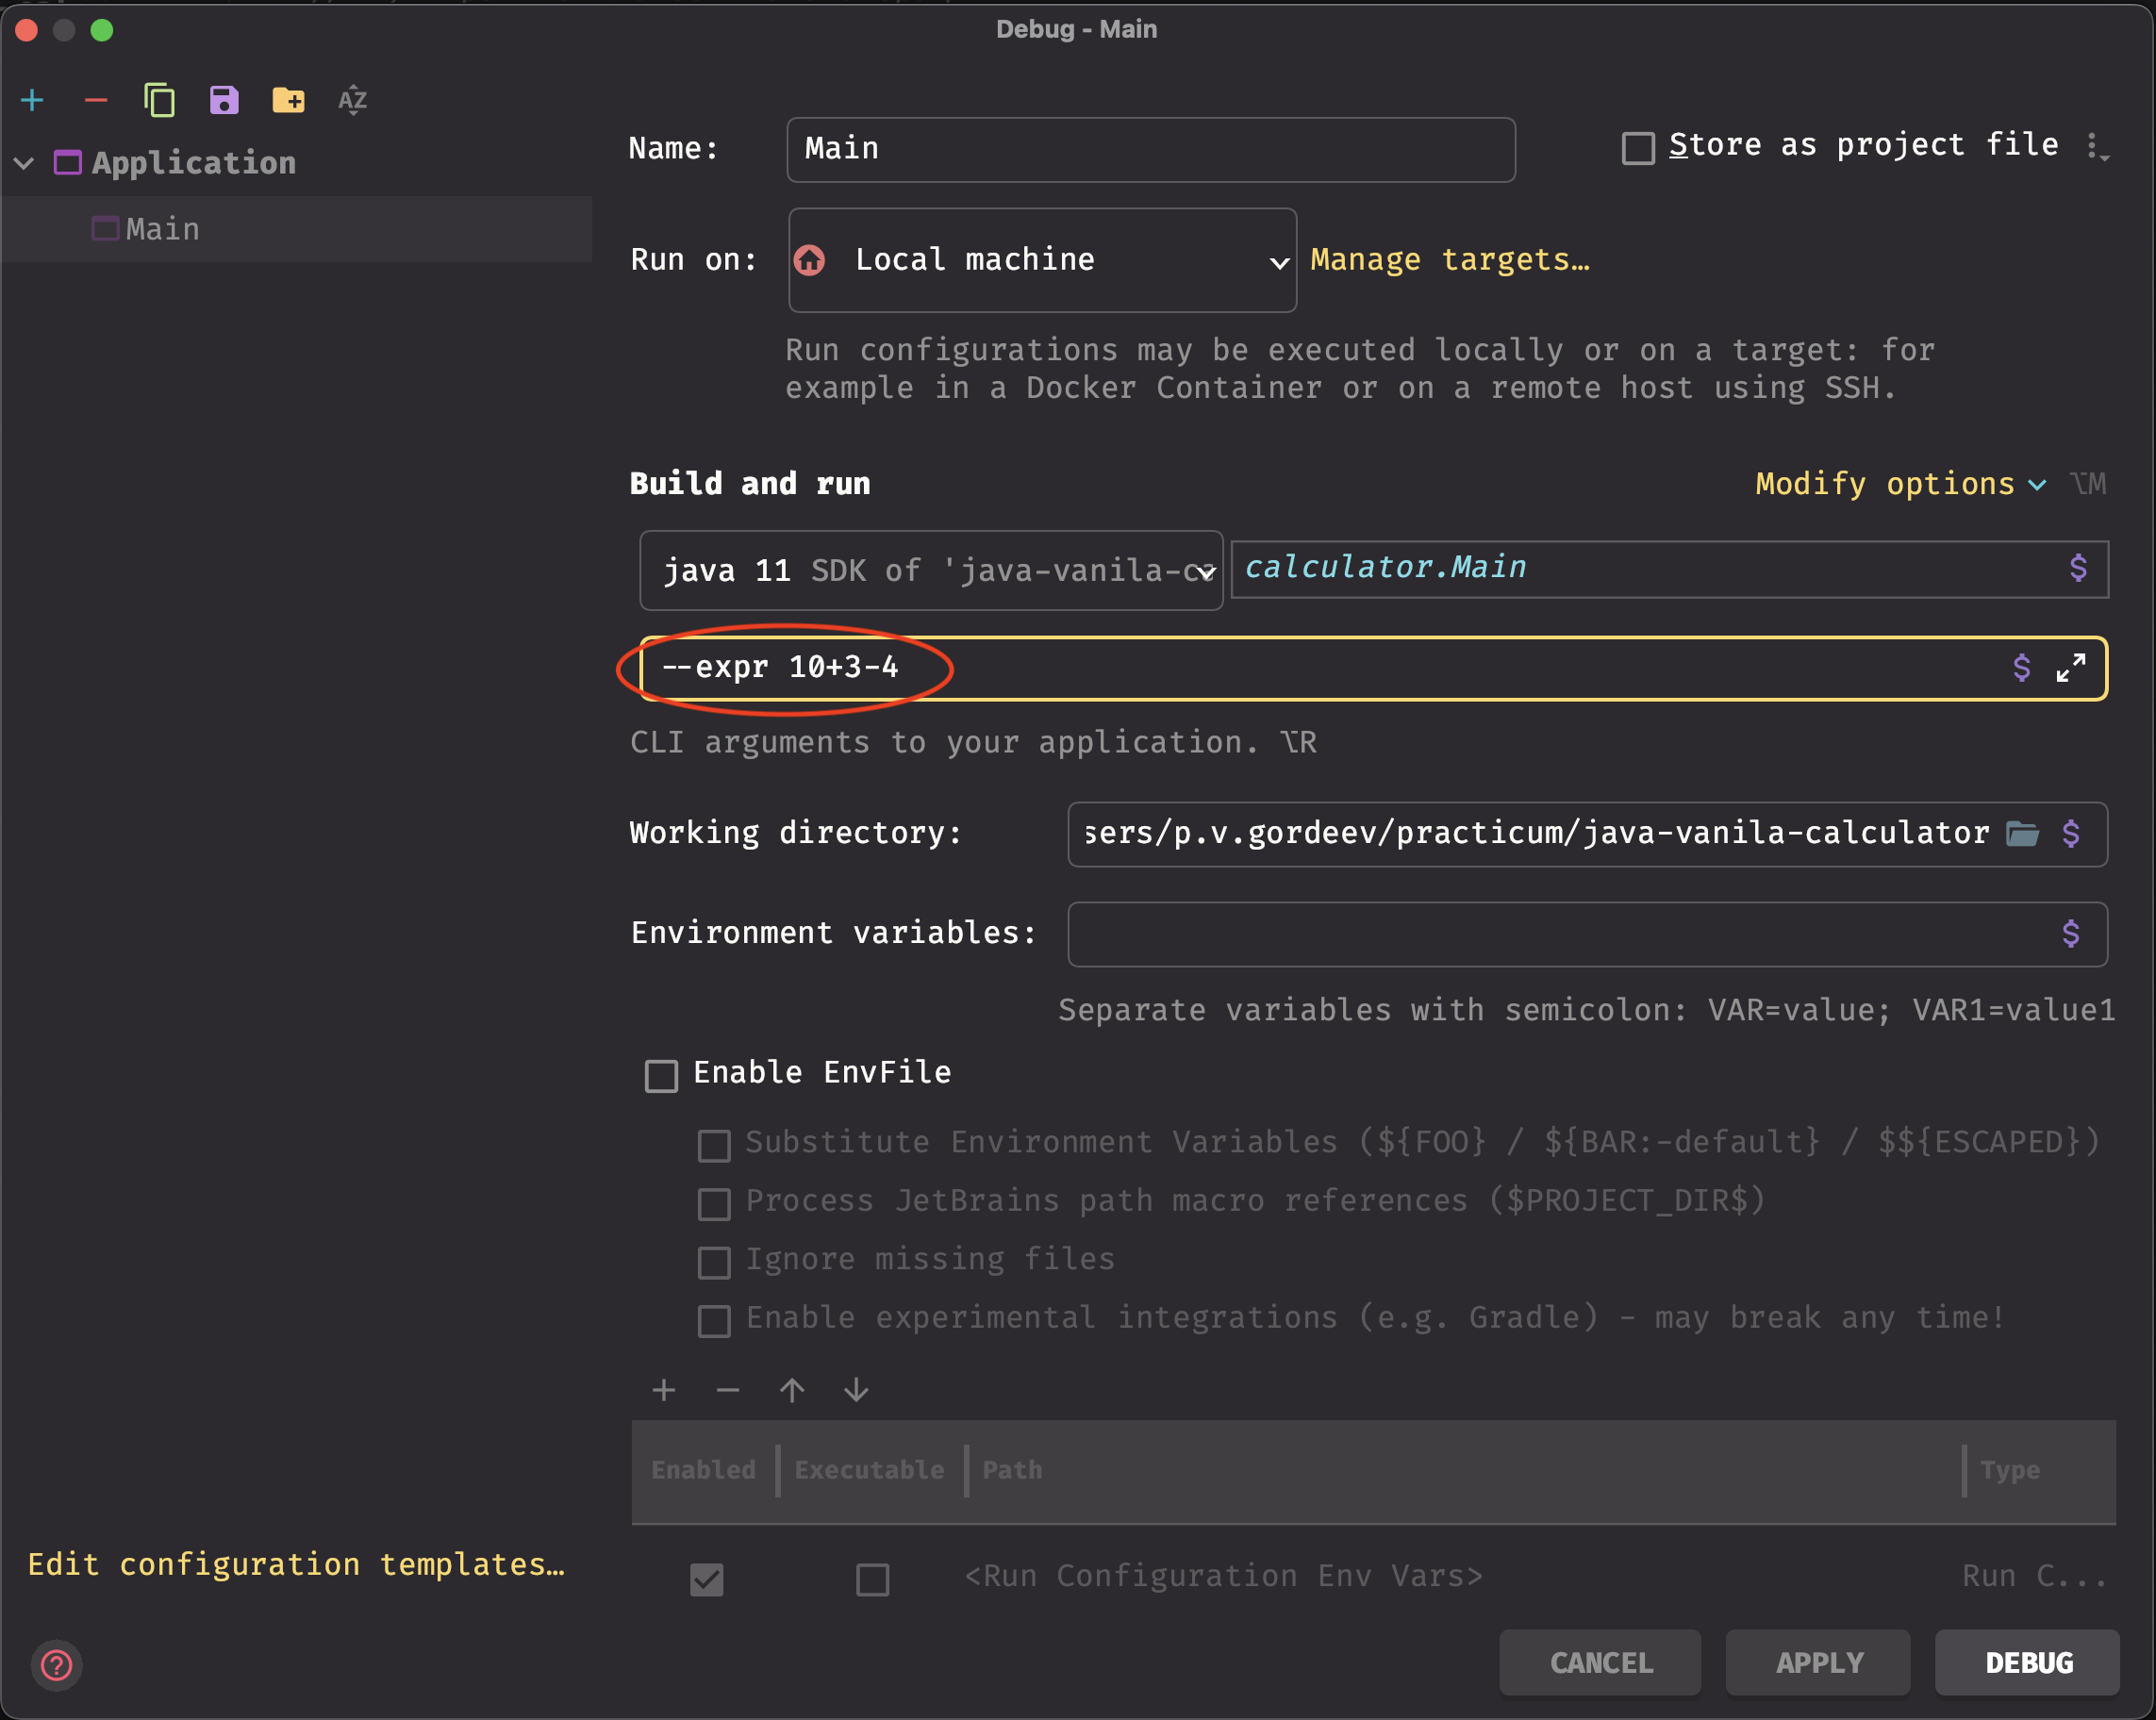 Debug - Main
AZ
Application
Main
Name: Main
Store as project file
Run on: Local machine Manage targets…
Run configurations may be executed locally or on a target: for
example in a Docker Container or on a remote host using SSH.
Build and run
Modify options ⌥M
java 11 SDK of 'java-vanila-ca
calculator.Main $
--expr 10+3-4 $
CLI arguments to your application. ⌥R
Working directory: sers/p.v.gordeev/practicum/java-vanila-calculator $
Environment variables: $
Separate variables with semicolon: VAR=value; VAR1=value1
Enable EnvFile
Substitute Environment Variables (${FOO} / ${BAR:-default} / $${ESCAPED})
Process JetBrains path macro references ($PROJECT_DIR$)
Ignore missing files
Enable experimental integrations (e.g. Gradle) - may break any time!
Enabled Executable Path Type
<Run Configuration Env Vars> Run C...
Edit configuration templates…
?
CANCEL APPLY DEBUG